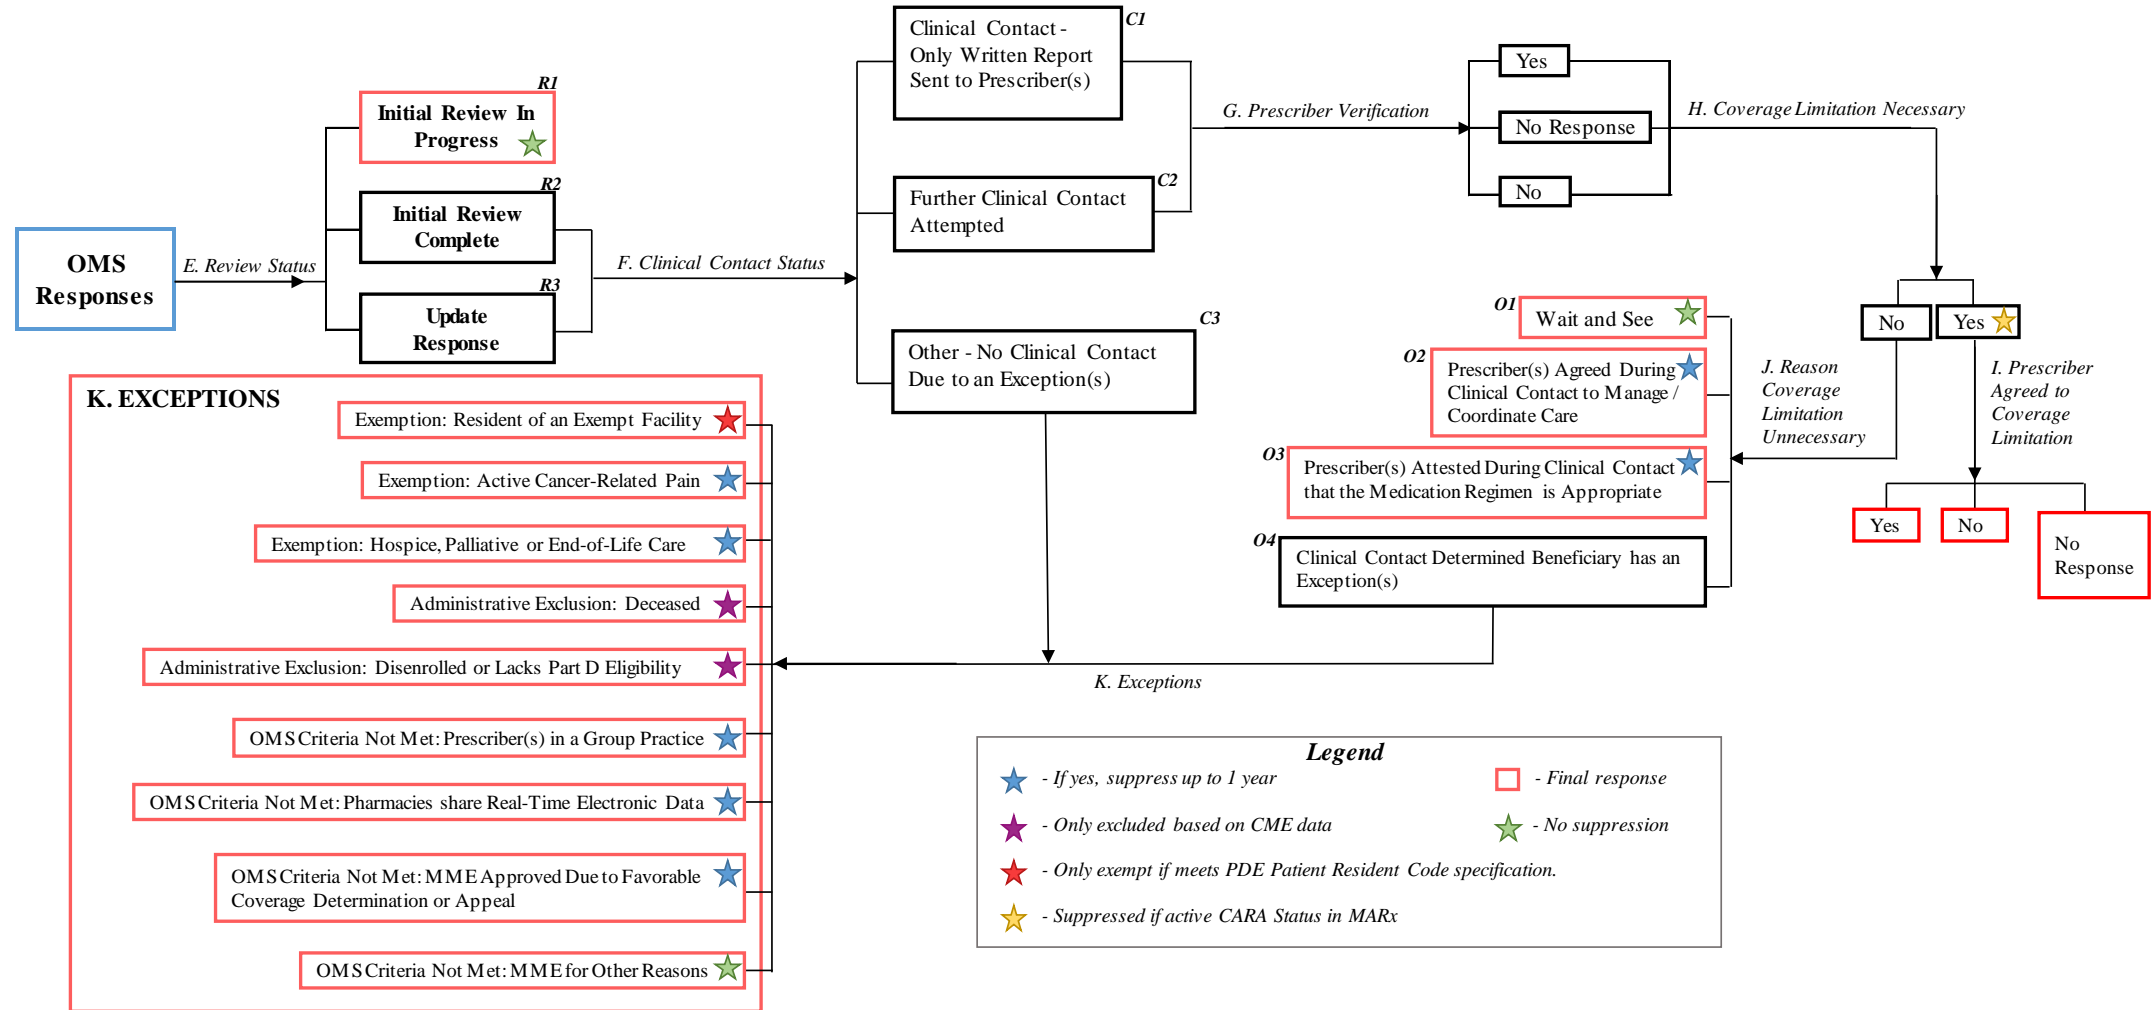 OMS
Responses
E. Review Status
R1
Initial Review In
Progress
R2
Initial Review
Complete
R3
Update
Response
F. Clinical Contact Status
C1
Clinical Contact -
Only Written Report
Sent to Prescriber(s)
C2
Further Clinical Contact
Attempted
C3
Other - No Clinical Contact
Due to an Exception(s)
G. Prescriber Verification
Yes
No Response
No
H. Coverage Limitation Necessary
No
Yes
I. Prescriber
Agreed to
Coverage
Limitation
Yes
No
No
Response
J. Reason
Coverage
Limitation
Unnecessary
O1
Wait and See
O2
Prescriber(s) Agreed During
Clinical Contact to Manage /
Coordinate Care
O3
Prescriber(s) Attested During Clinical Contact
that the Medication Regimen is Appropriate
O4
Clinical Contact Determined Beneficiary has an
Exception(s)
K. Exceptions
K. EXCEPTIONS
Exemption: Resident of an Exempt Facility
Exemption: Active Cancer-Related Pain
Exemption: Hospice, Palliative or End-of-Life Care
Administrative Exclusion: Deceased
Administrative Exclusion: Disenrolled or Lacks Part D Eligibility
OMS Criteria Not Met: Prescriber(s) in a Group Practice
OMS Criteria Not Met: Pharmacies share Real-Time Electronic Data
OMS Criteria Not Met: MME Approved Due to Favorable
Coverage Determination or Appeal
OMS Criteria Not Met: MME for Other Reasons
Legend
- If yes, suppress up to 1 year
- Final response
- Only excluded based on CME data
- No suppression
- Only exempt if meets PDE Patient Resident Code specification.
- Suppressed if active CARA Status in MARx